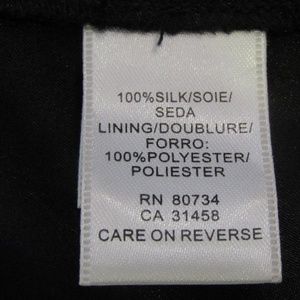 100%SILK/SOIE/
SEDA
LINING/DOUBLURE/
FORRO:
100%POLYESTER/
POLIESTER
RN 80734
CA 31458
CARE ON REVERSE